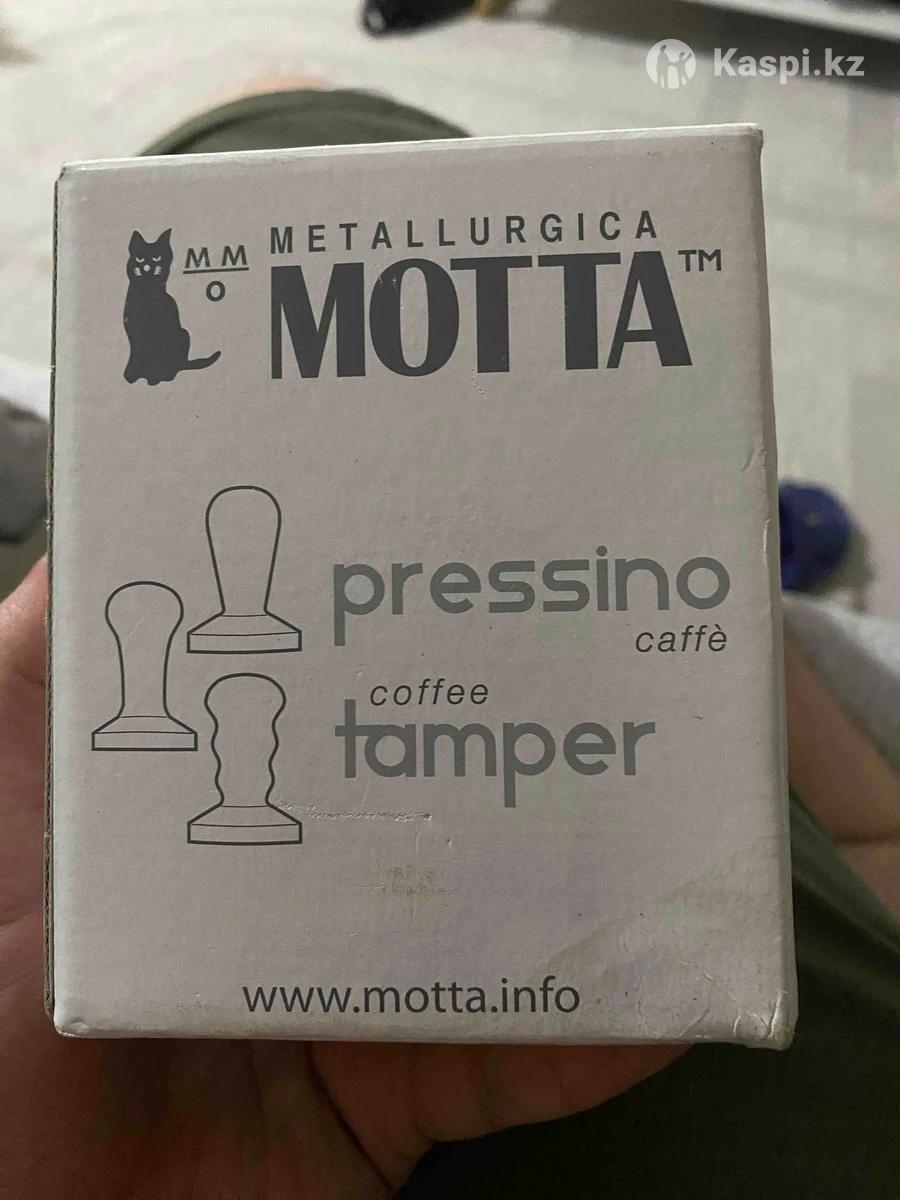 Kaspi.kz
METALLURGICA
MM
O
MOTTA™
pressino
caffè
coffee
tamper
www.motta.info